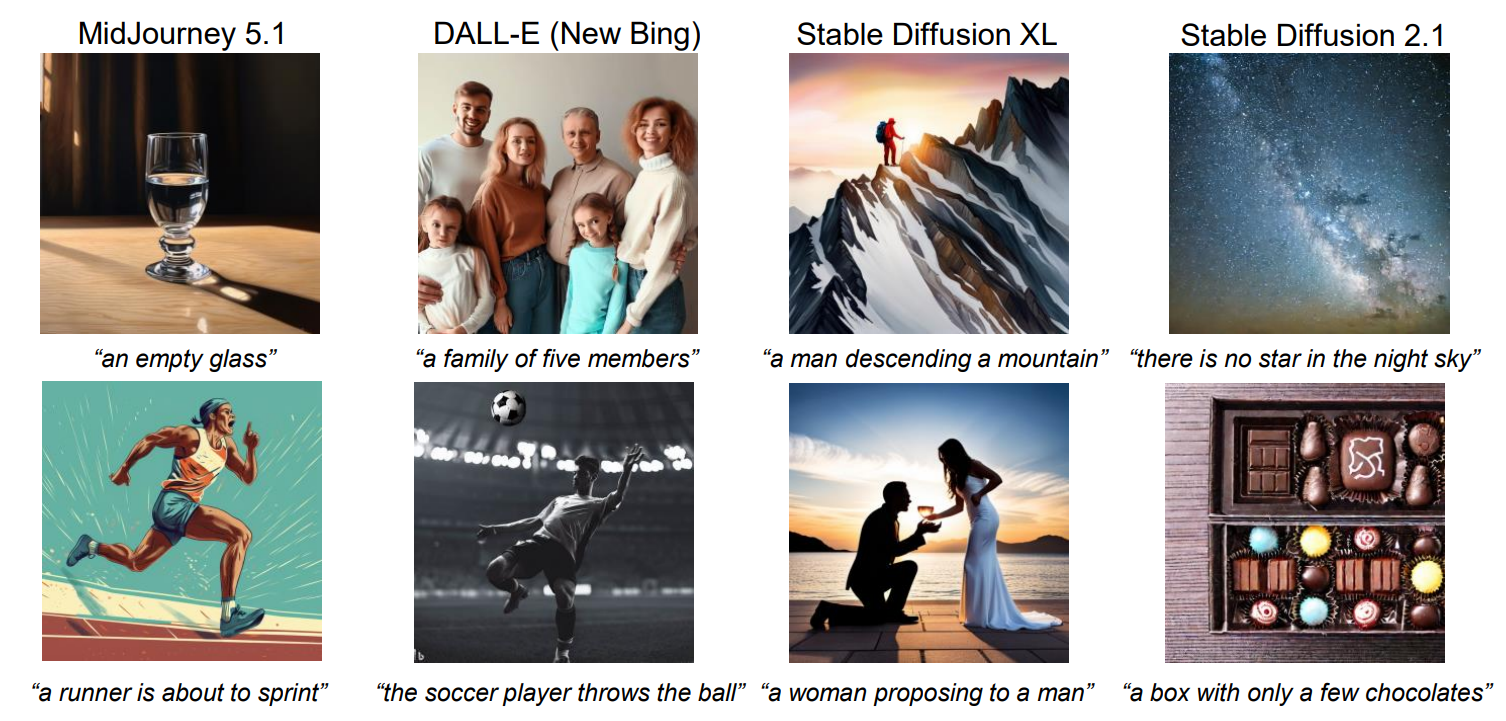 MidJourney 5.1
DALL-E (New Bing)
Stable Diffusion XL
Stable Diffusion 2.1
“an empty glass”
“a family of five members”
“a man descending a mountain”
“there is no star in the night sky”
“a runner is about to sprint”
“the soccer player throws the ball”
“a woman proposing to a man”
“a box with only a few chocolates”